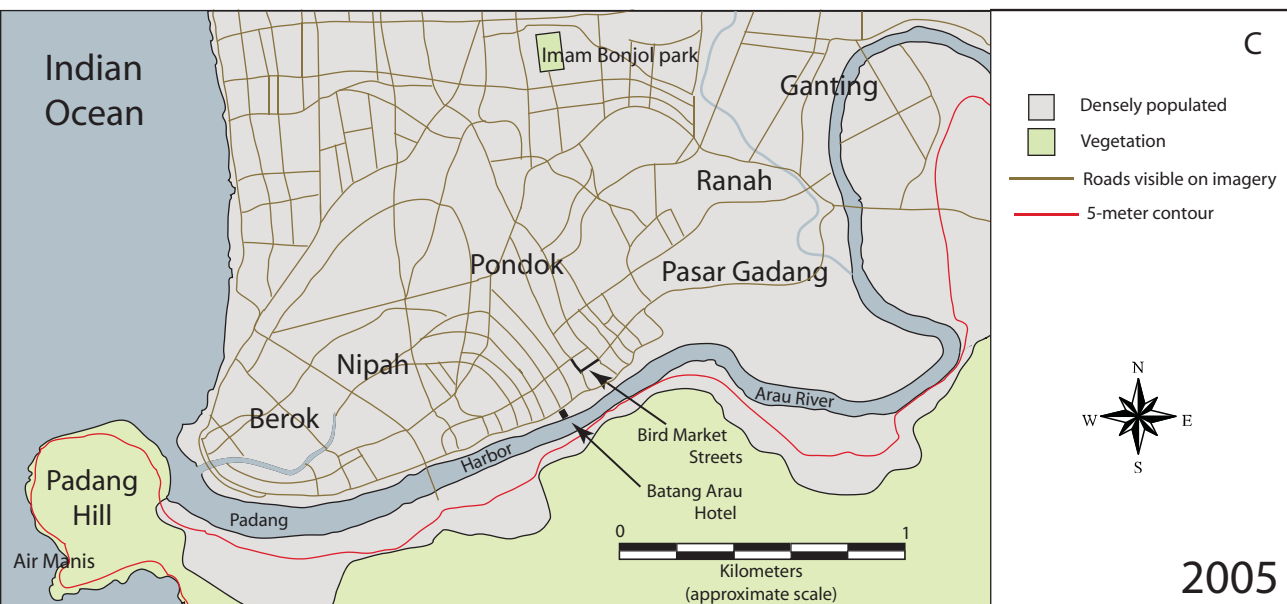 Indian
Ocean
Imam Bonjol park
Ganting
Ranah
Pondok
Pasar Gadang
Nipah
Berok
Arau River
Bird Market
Streets
Harbor
Padang
Batang Arau
Hotel
Padang
Hill
Air Manis
0 1
Kilometers
(approximate scale)
C
Densely populated
Vegetation
Roads visible on imagery
5-meter contour
N
W E
S
2005